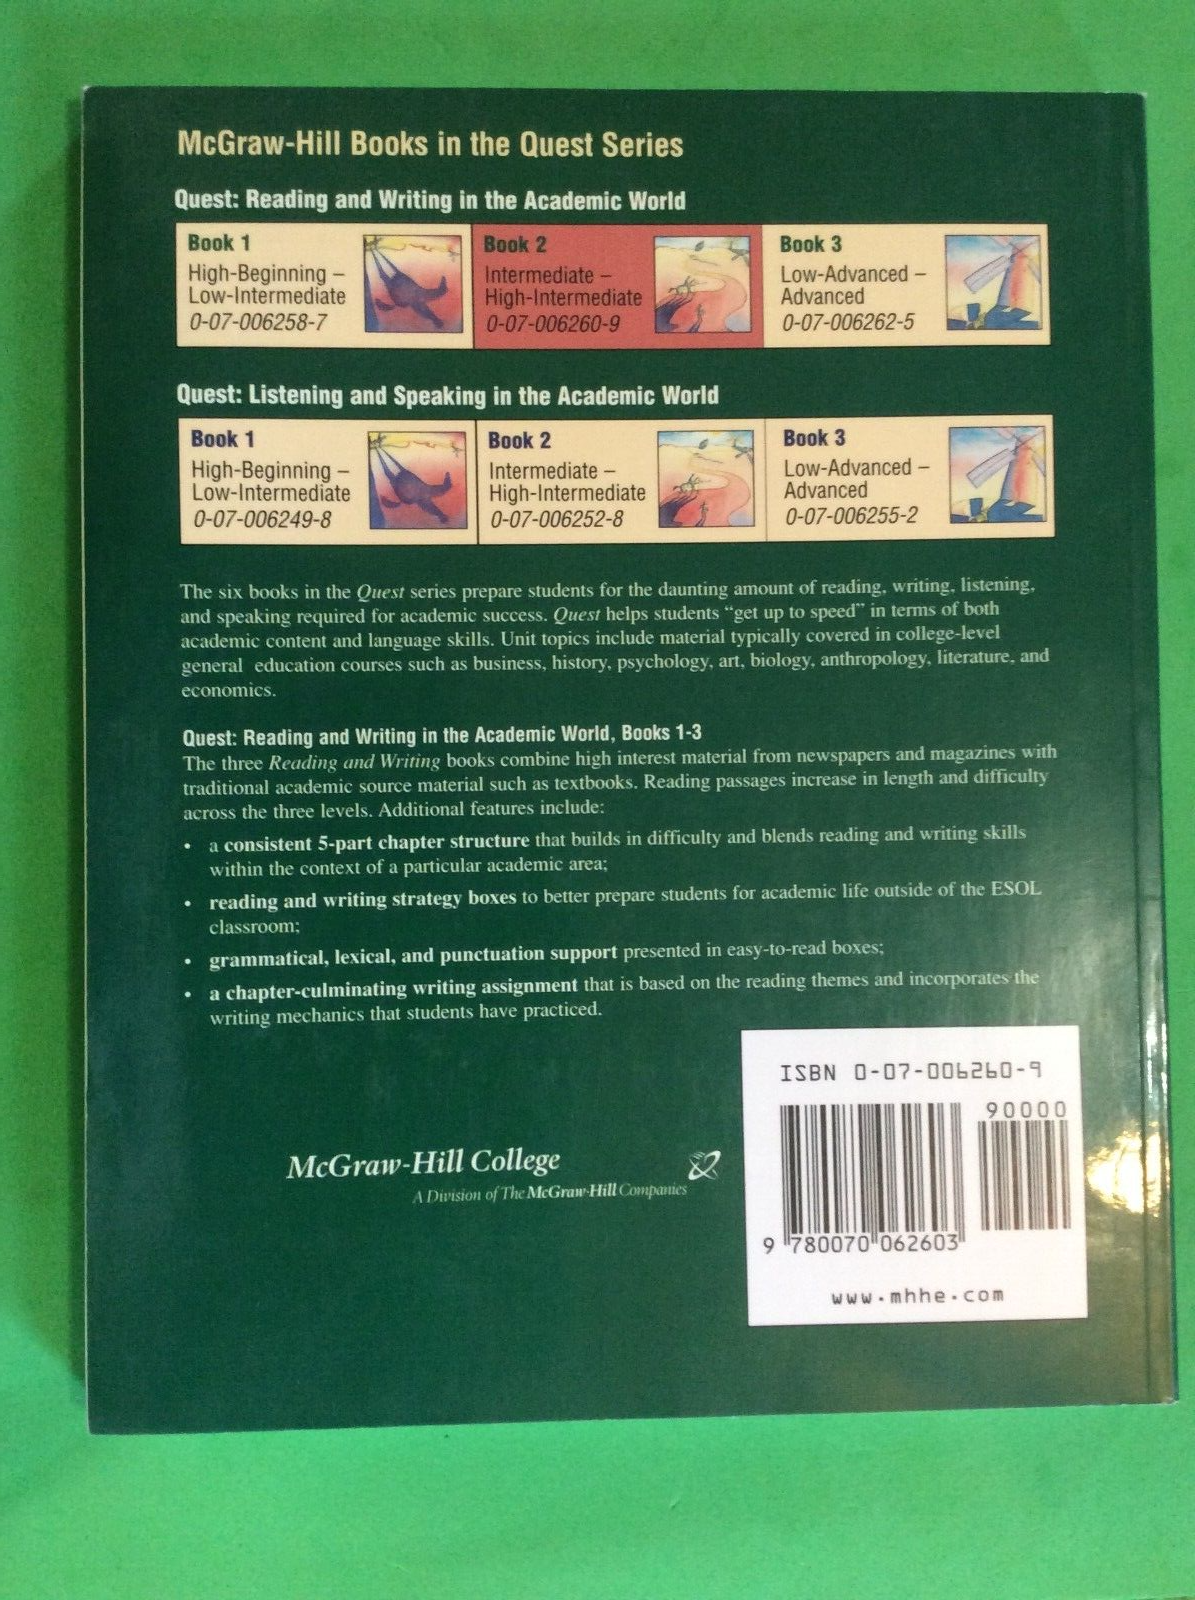 McGraw-Hill Books in the Quest Series
Quest: Reading and Writing in the Academic World
Book 1
High-Beginning –
Low-Intermediate
0-07-006258-7
Book 2
Intermediate –
High-Intermediate
0-07-006260-9
Book 3
Low-Advanced –
Advanced
0-07-006262-5
Quest: Listening and Speaking in the Academic World
Book 1
High-Beginning –
Low-Intermediate
0-07-006249-8
Book 2
Intermediate –
High-Intermediate
0-07-006252-8
Book 3
Low-Advanced –
Advanced
0-07-006255-2
The six books in the Quest series prepare students for the daunting amount of reading, writing, listening,
and speaking required for academic success. Quest helps students “get up to speed” in terms of both
academic content and language skills. Unit topics include material typically covered in college-level
general education courses such as business, history, psychology, art, biology, anthropology, literature, and
economics.
Quest: Reading and Writing in the Academic World, Books 1-3
The three Reading and Writing books combine high interest material from newspapers and magazines with
traditional academic source material such as textbooks. Reading passages increase in length and difficulty
across the three levels. Additional features include:
• a consistent 5-part chapter structure that builds in difficulty and blends reading and writing skills
within the context of a particular academic area;
• reading and writing strategy boxes to better prepare students for academic life outside of the ESOL
classroom;
• grammatical, lexical, and punctuation support presented in easy-to-read boxes;
• a chapter-culminating writing assignment that is based on the reading themes and incorporates the
writing mechanics that students have practiced.
ISBN 0-07-006260-9
90000
9 780070 062603
www.mhhe.com
McGraw-Hill College
A Division of The McGraw-Hill Companies